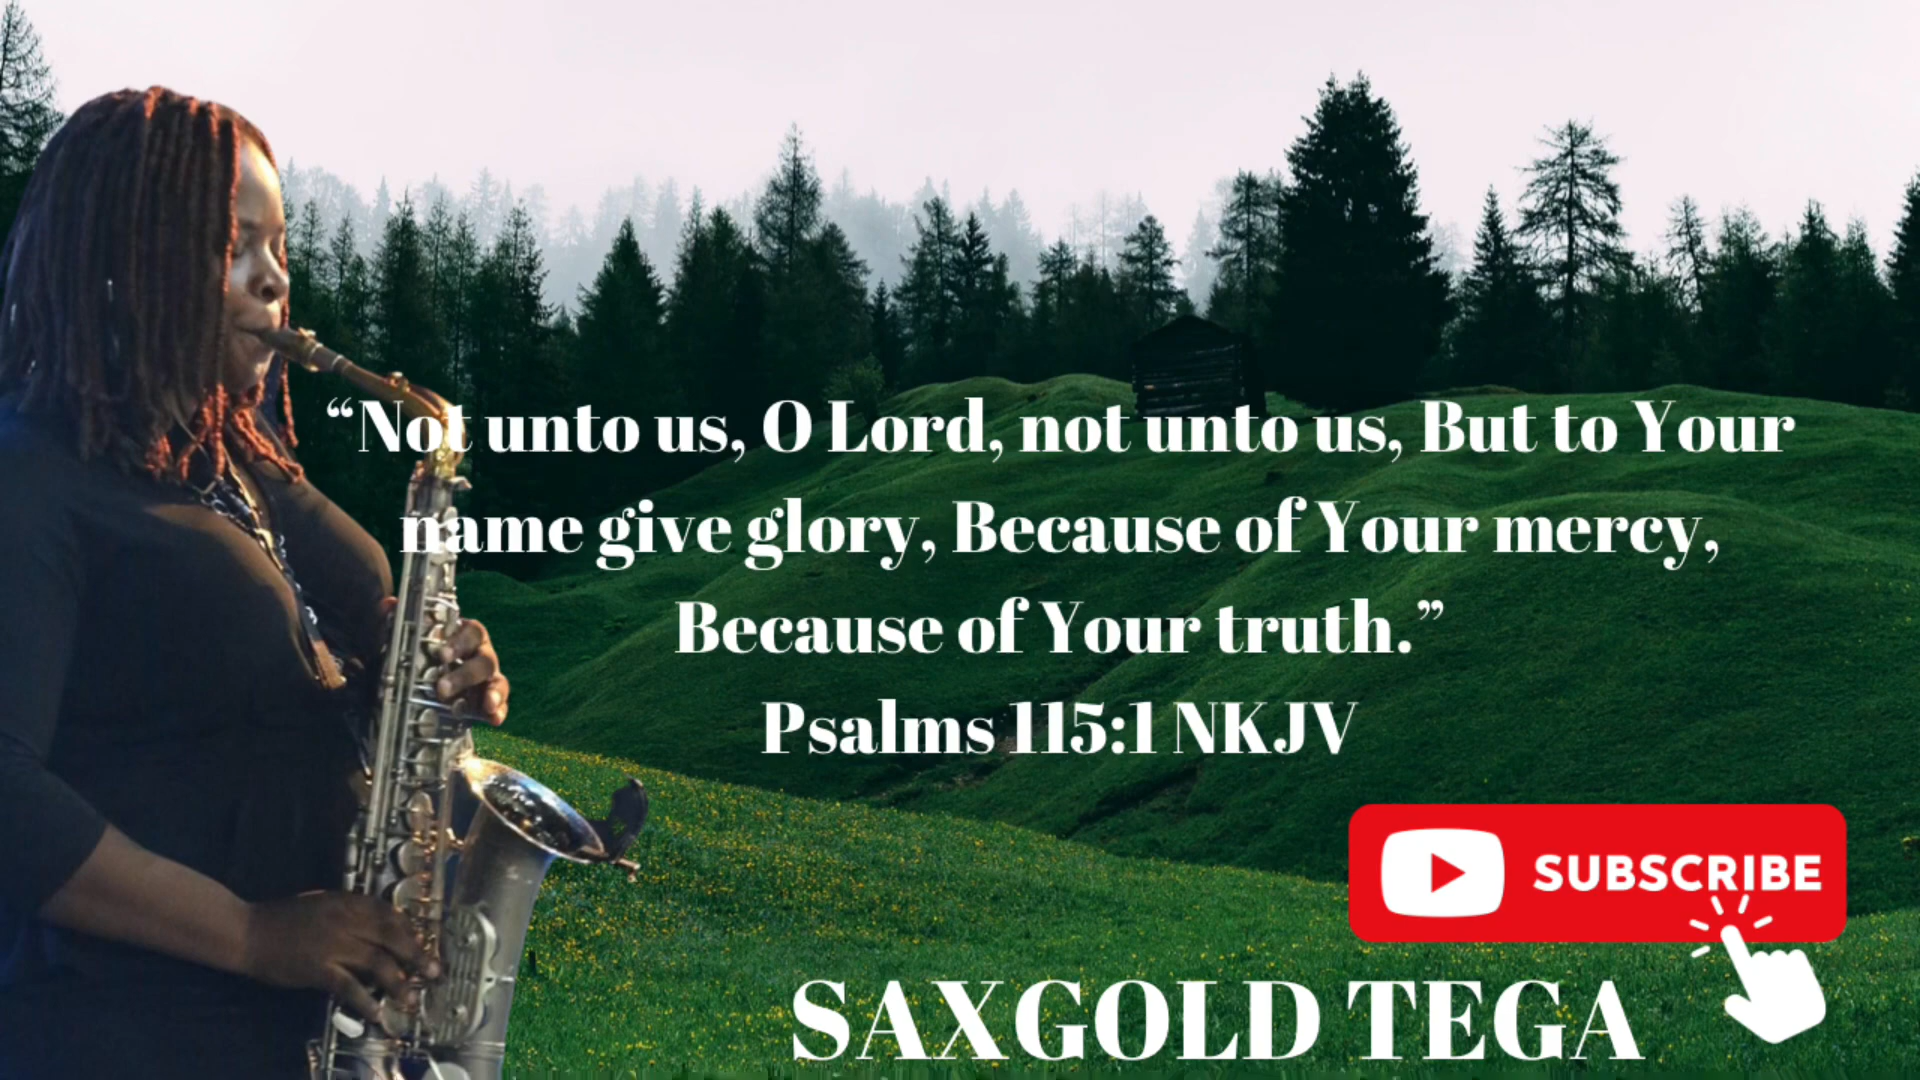 “Not unto us, O Lord, not unto us, But to Your
name give glory, Because of Your mercy,
Because of Your truth.”
Psalms 115:1 NKJV
SUBSCRIBE
SAXGOLD TEGA